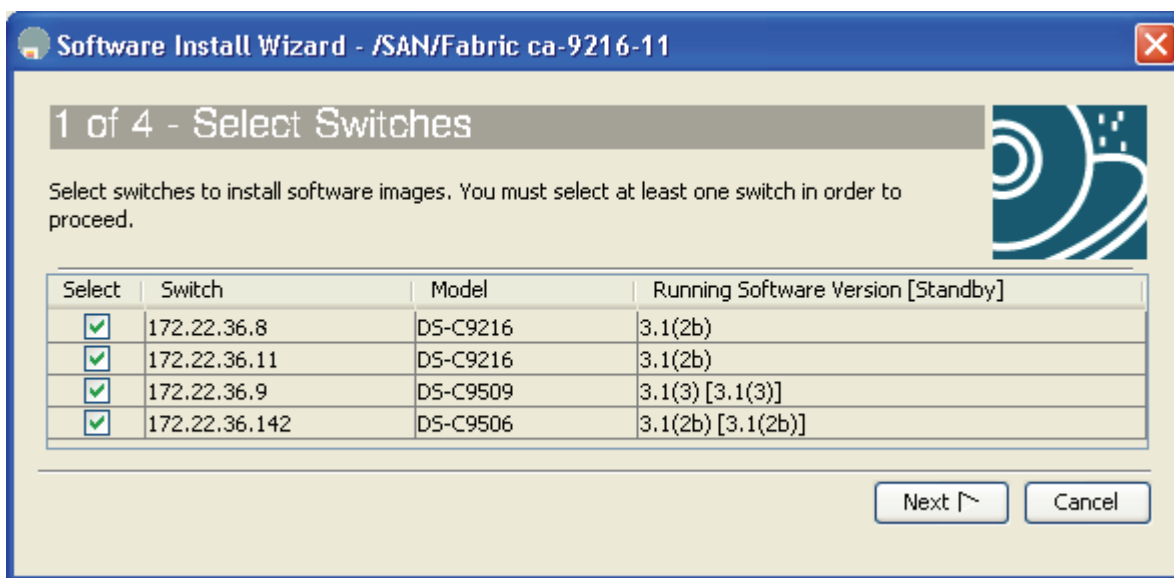 Software Install Wizard - /SAN/Fabric ca-9216-11
1 of 4 - Select Switches
Select switches to install software images. You must select at least one switch in order to
proceed.
Select Switch Model Running Software Version [Standby]
172.22.36.8 DS-C9216 3.1(2b)
172.22.36.11 DS-C9216 3.1(2b)
172.22.36.9 DS-C9509 3.1(3) [3.1(3)]
172.22.36.142 DS-C9506 3.1(2b) [3.1(2b)]
Next Cancel